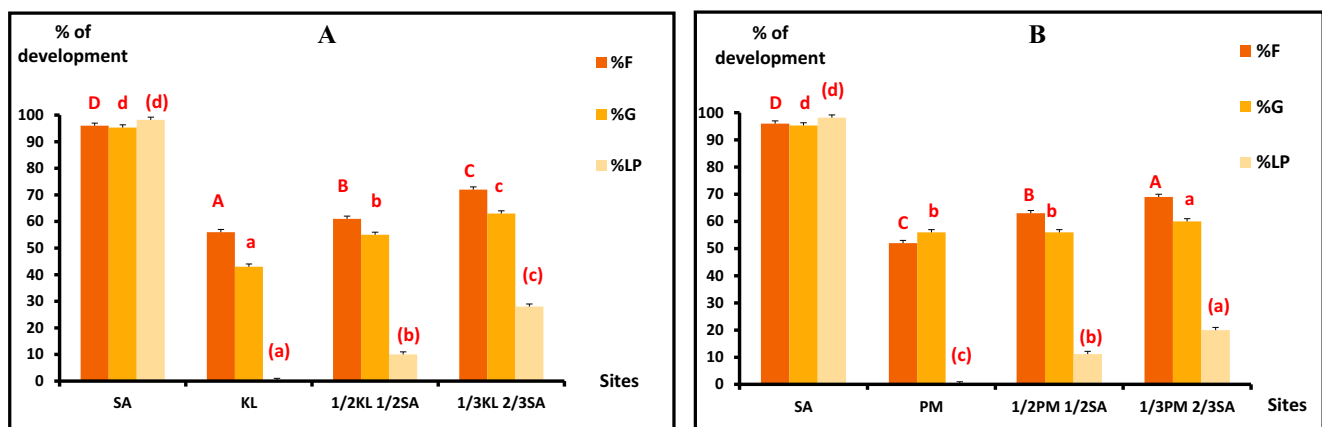 A
% of
development
%F
%G
%LP
100
90
80
70
60
50
40
30
20
10
0
D d (d)
A a (a)
B b (b)
C c (c)
SA KL 1/2KL 1/2SA 1/3KL 2/3SA
Sites
B
% of
development
%F
%G
%LP
100
90
80
70
60
50
40
30
20
10
0
D d (d)
C b (c)
B b (b)
A a (a)
SA PM 1/2PM 1/2SA 1/3PM 2/3SA
Sites